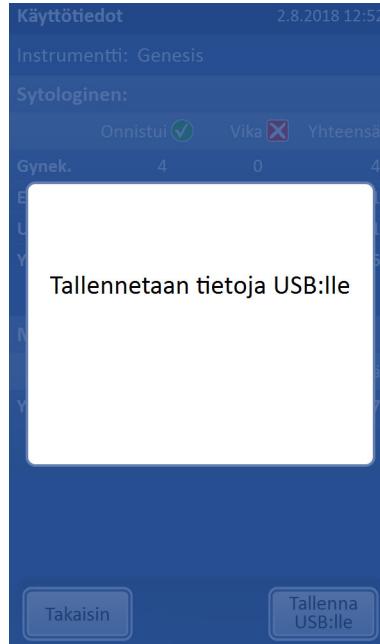 Käyttötiedot 2.8.2018 12:52
Instrumentti: Genesis
Sytologinen:
Onnistui Vika Yhteensä
Gynek. 4 0 4
Tallennetaan tietoja USB:lle
Takaisin
Tallenna
USB:lle